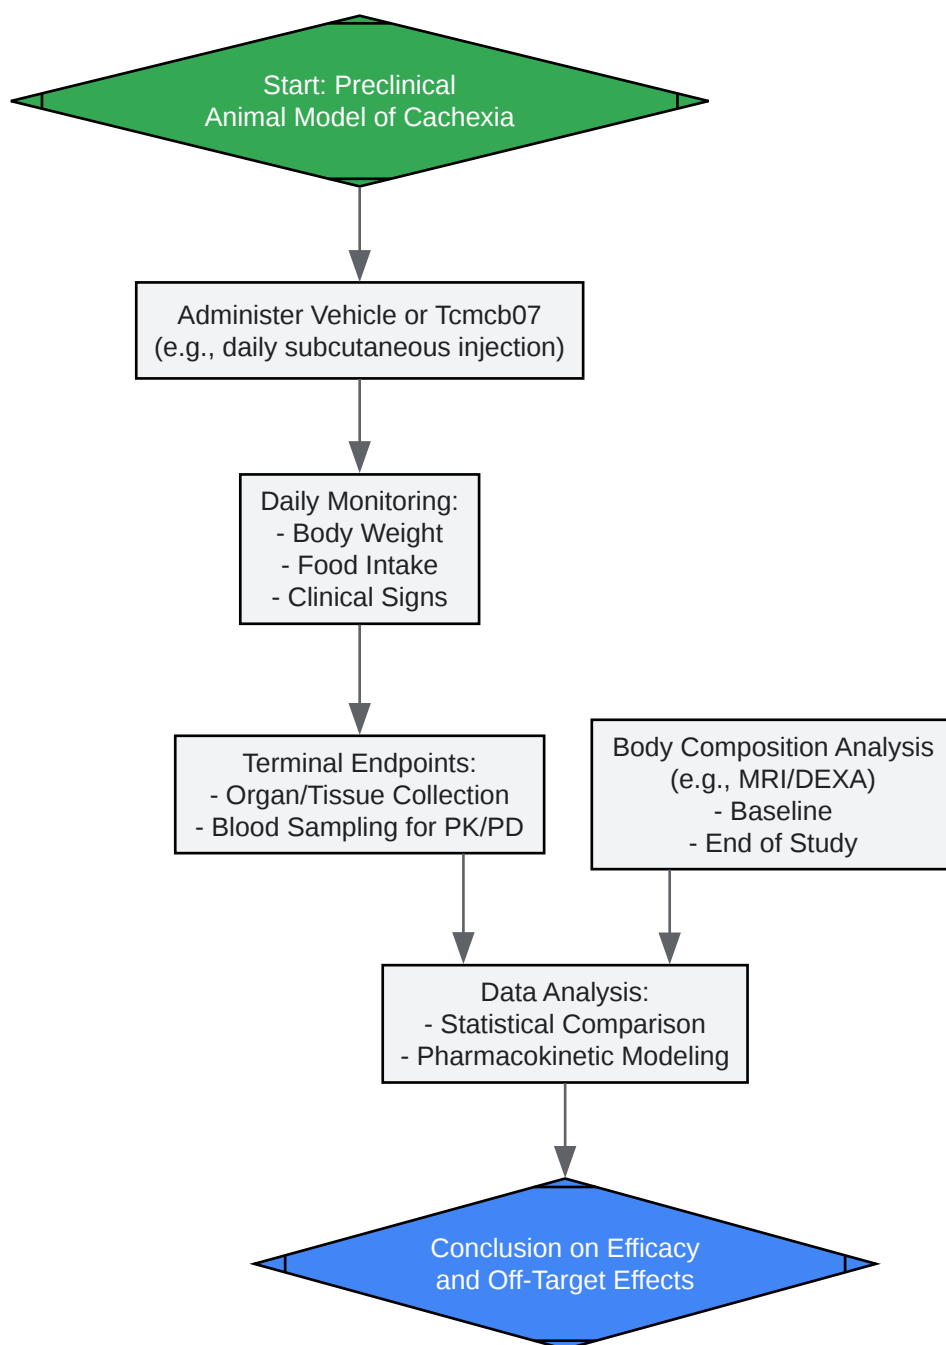 Start: Preclinical
Animal Model of Cachexia
Administer Vehicle or Tcmcb07
(e.g., daily subcutaneous injection)
Daily Monitoring:
- Body Weight
- Food Intake
- Clinical Signs
Terminal Endpoints:
- Organ/Tissue Collection
- Blood Sampling for PK/PD
Body Composition Analysis
(e.g., MRI/DEXA)
- Baseline
- End of Study
Data Analysis:
- Statistical Comparison
- Pharmacokinetic Modeling
Conclusion on Efficacy
and Off-Target Effects